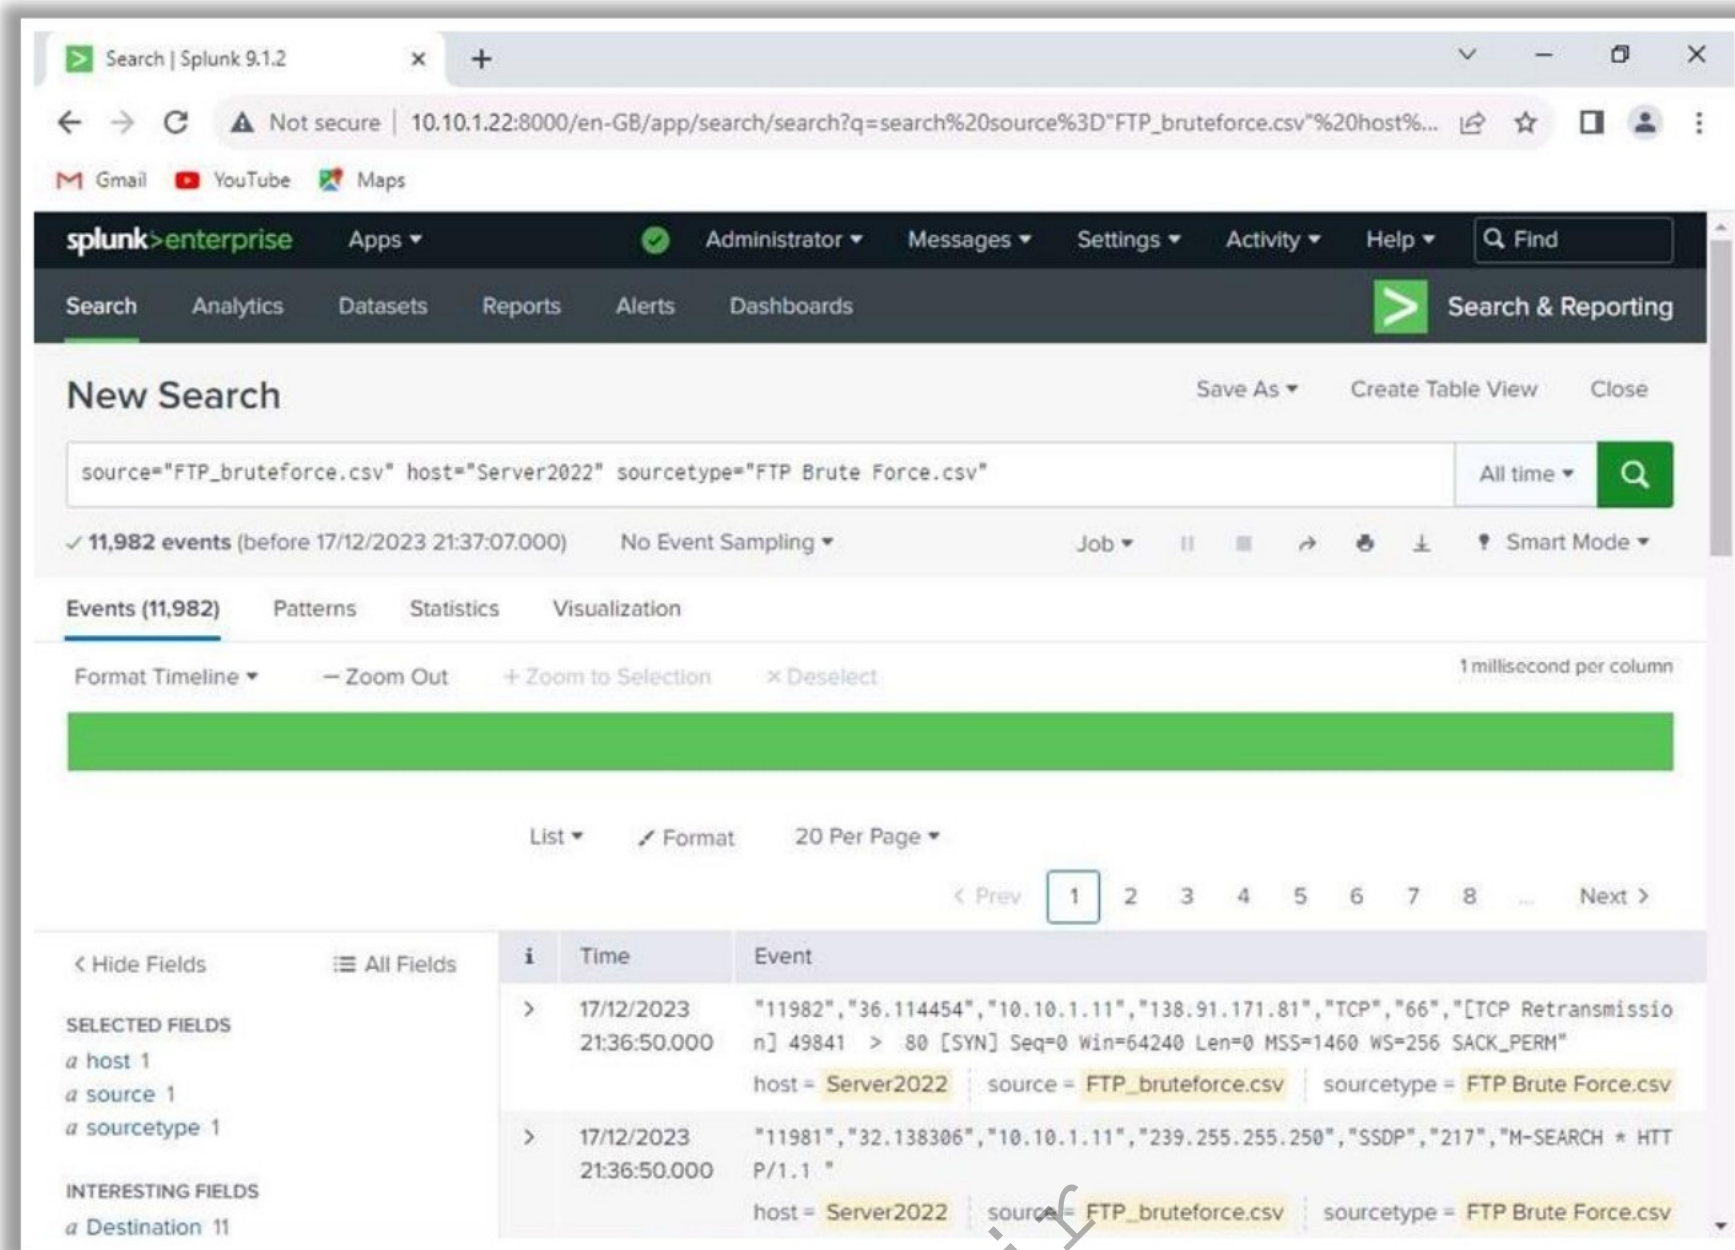 Search | Splunk 9.1.2
Not secure | 10.10.1.22:8000/en-GB/app/search/search?q=search%20source%3D"FTP_bruteforce.csv"%20host%...
Gmail YouTube Maps
splunk>enterprise Apps Administrator Messages Settings Activity Help Find
Search Analytics Datasets Reports Alerts Dashboards Search & Reporting
New Search Save As Create Table View Close
source="FTP_bruteforce.csv" host="Server2022" sourcetype="FTP Brute Force.csv" All time
11,982 events (before 17/12/2023 21:37:07.000) No Event Sampling Job Smart Mode
Events (11,982) Patterns Statistics Visualization
Format Timeline — Zoom Out + Zoom to Selection × Deselect 1 millisecond per column
List Format 20 Per Page
< Prev 1 2 3 4 5 6 7 8 ... Next >
< Hide Fields All Fields i Time Event
SELECTED FIELDS
a host 1
a source 1
a sourcetype 1
INTERESTING FIELDS
a Destination 11
> 17/12/2023 21:36:50.000
"11982","36.114454","10.10.1.11","138.91.171.81","TCP","66","[TCP Retransmissio
n] 49841 > 80 [SYN] Seq=0 Win=64240 Len=0 MSS=1460 WS=256 SACK_PERM"
host = Server2022 source = FTP_bruteforce.csv sourcetype = FTP Brute Force.csv
> 17/12/2023 21:36:50.000
"11981","32.138306","10.10.1.11","239.255.255.250","SSDP","217","M-SEARCH * HTT
P/1.1 "
host = Server2022 source = FTP_bruteforce.csv sourcetype = FTP Brute Force.csv